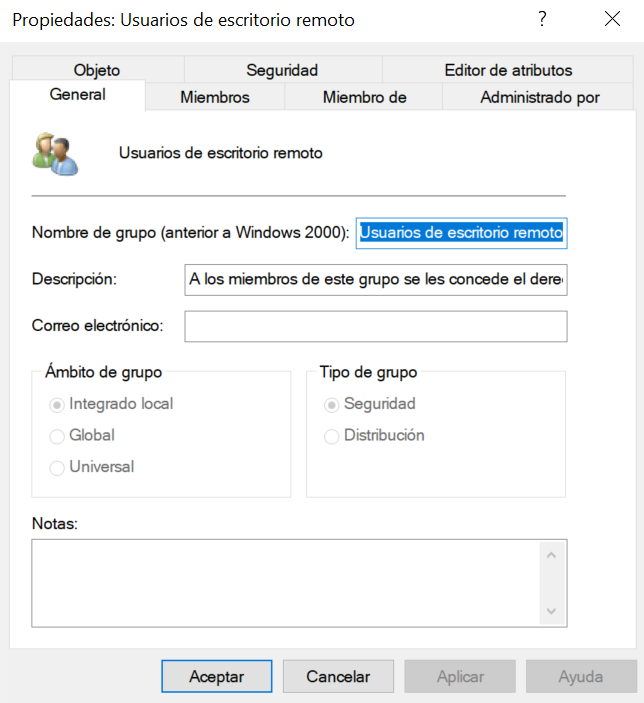 Propiedades: Usuarios de escritorio remoto
?
Objeto Seguridad Editor de atributos
General Miembros Miembro de Administrado por
Usuarios de escritorio remoto
Nombre de grupo (anterior a Windows 2000): Usuarios de escritorio remoto
Descripción: A los miembros de este grupo se les concede el
Correo electrónico:
Ámbito de grupo Tipo de grupo
Integrado local Seguridad
Global Distribución
Universal
Notas:
Aceptar Cancelar Aplicar Ayuda